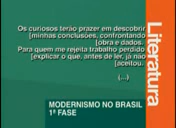 Os curiosos terão prazer em descobrir
[minhas conclusões, confrontando
[obra e dados.
Para quem me rejeita trabalho perdido
[explicar o que, antes de ler, já não
[aceitou.
(...)
MODERNISMO NO BRASIL
1ª FASE
Literatura